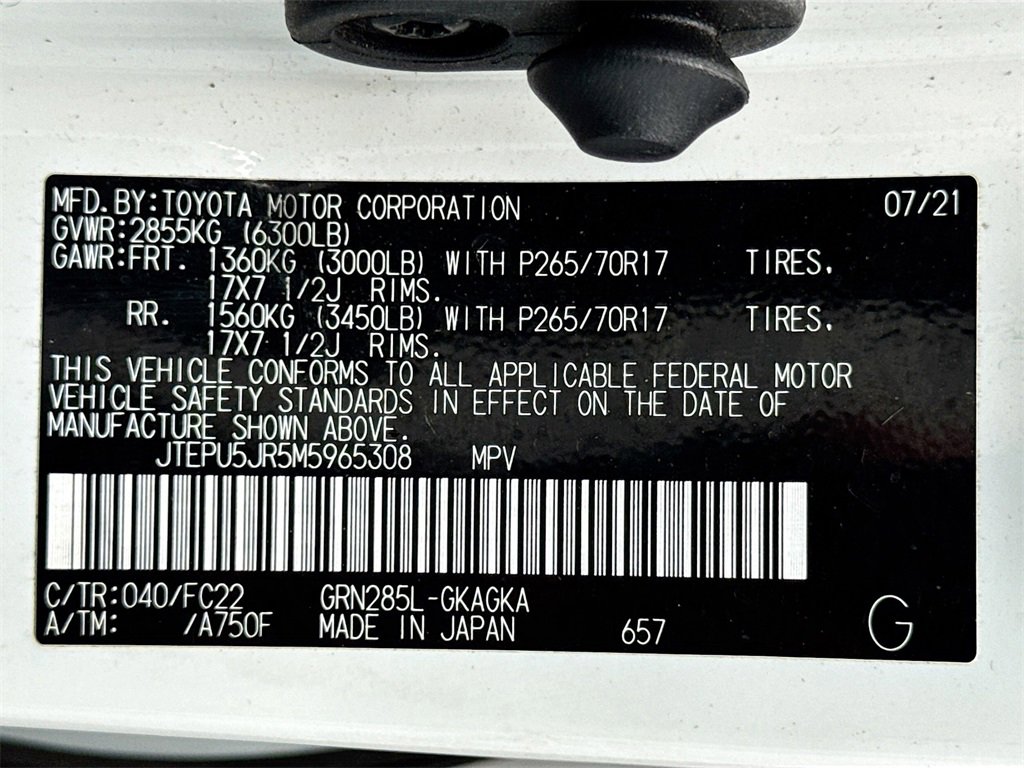 MFD. BY: TOYOTA MOTOR CORPORATION 07/21
GVWR: 2855KG (6300LB)
GAWR: FRT. 1360KG (3000LB) WITH P265/70R17 TIRES.
17X7 1/2J RIMS.
RR. 1560KG (3450LB) WITH P265/70R17 TIRES.
17X7 1/2J RIMS.
THIS VEHICLE CONFORMS TO ALL APPLICABLE FEDERAL MOTOR
VEHICLE SAFETY STANDARDS IN EFFECT ON THE DATE OF
MANUFACTURE SHOWN ABOVE.
JTEPU5JR5M5965308 MPV
C/TR: 040/FC22 GRN285L-GKAGKA
A/TM: /A750F MADE IN JAPAN 657 G